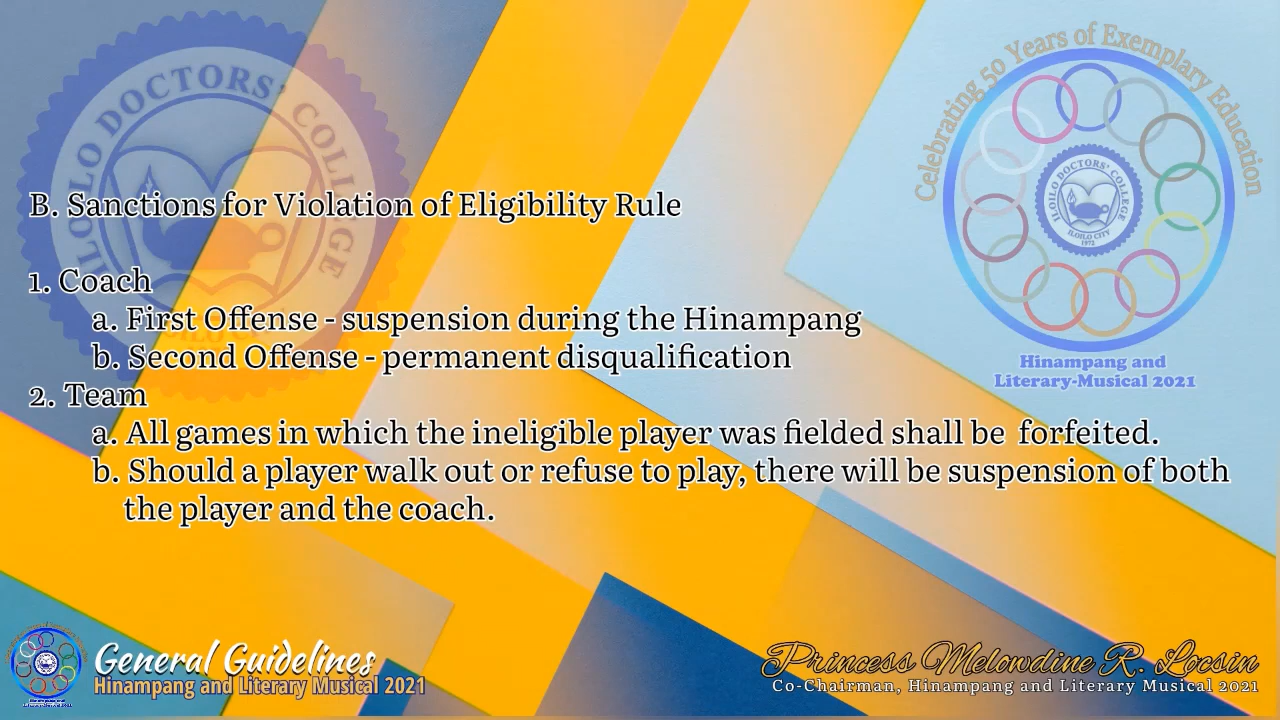 ILOILO DOCTORS' COLLEGE
Celebrating 50 Years of Exemplary Education
ILOILO DOCTORS' COLLEGE
ILOILO CITY
1972
Hinampang and
Literary-Musical 2021
B. Sanctions for Violation of Eligibility Rule
1. Coach
a. First Offense - suspension during the Hinampang
b. Second Offense - permanent disqualification
2. Team
a. All games in which the ineligible player was fielded shall be  forfeited.
b. Should a player walk out or refuse to play, there will be suspension of both
the player and the coach.
General Guidelines
Hinampang and Literary Musical 2021
Princess Melowdine R. Locsin
Co-Chairman, Hinampang and Literary Musical 2021